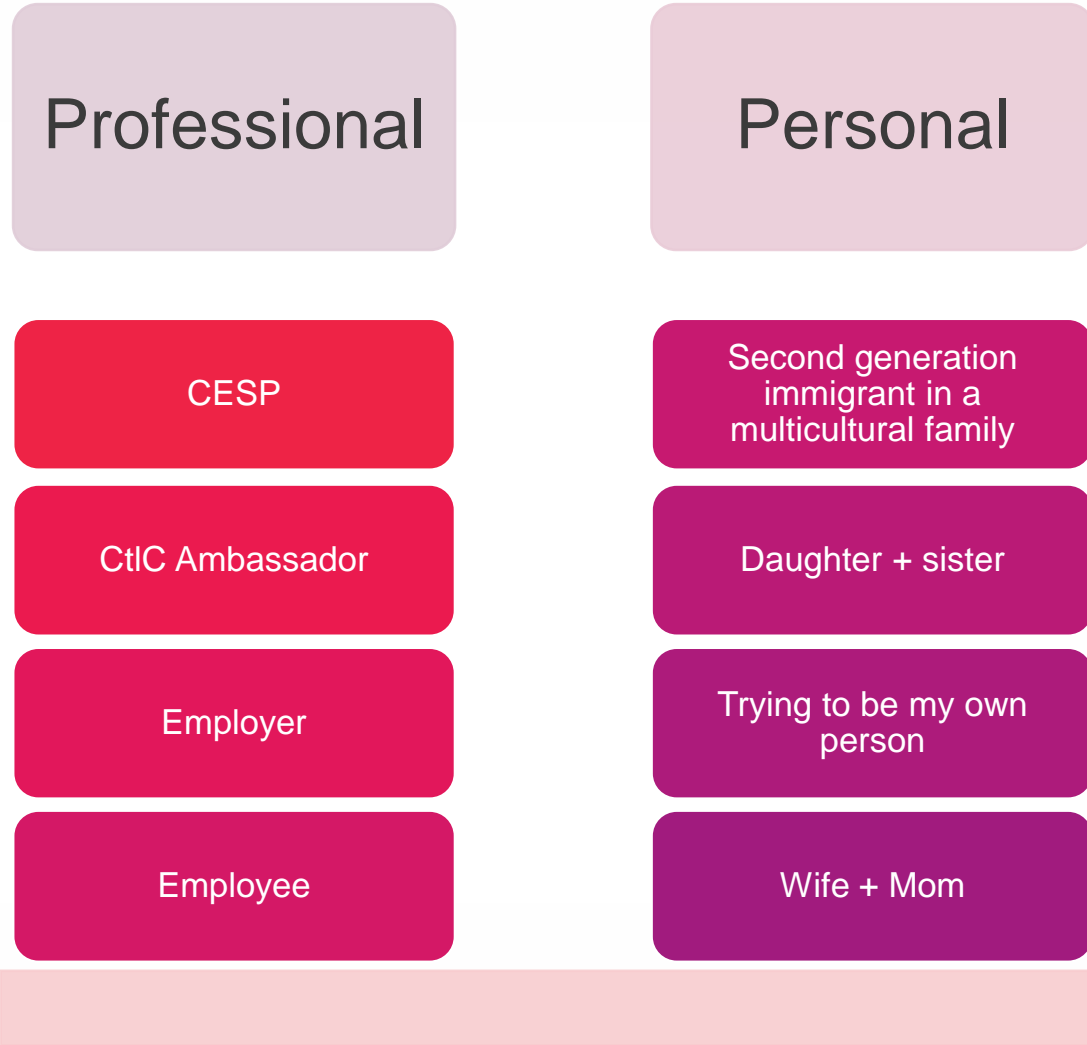 Professional
Personal
CESP
CtIC Ambassador
Employer
Employee
Second generation
immigrant in a
multicultural family
Daughter + sister
Trying to be my own
person
Wife + Mom